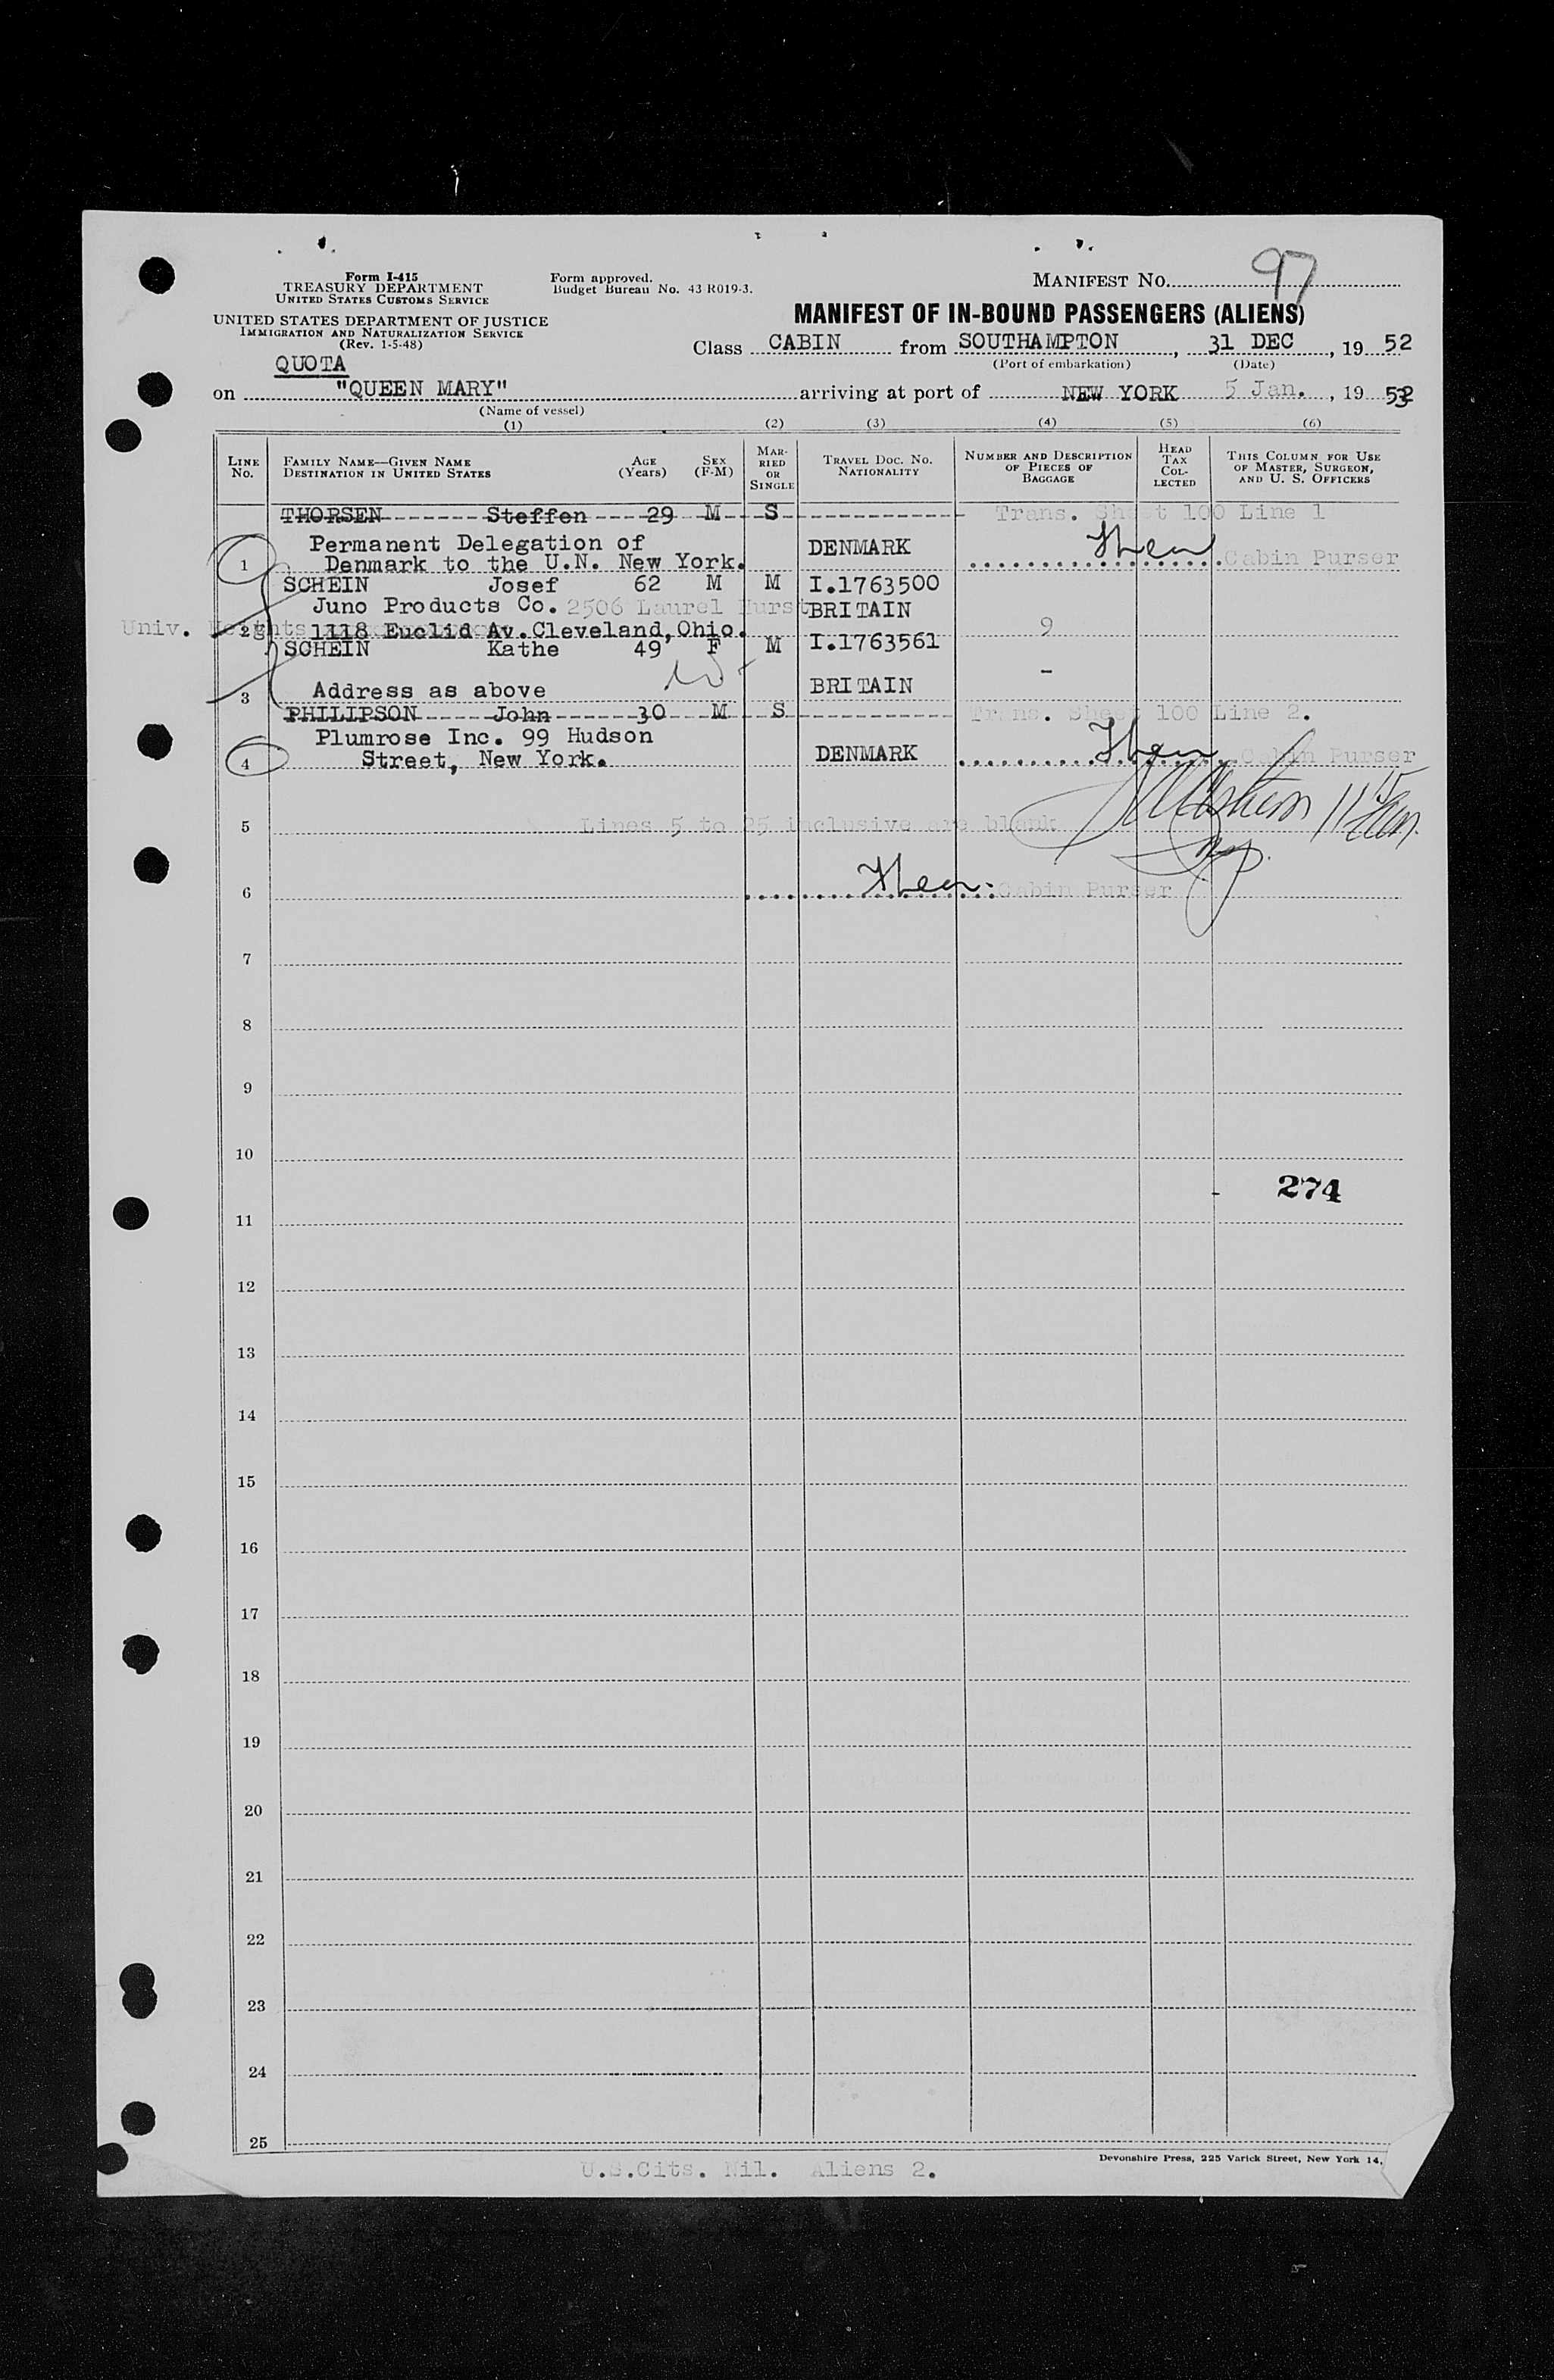 Form I-415
TREASURY DEPARTMENT
UNITED STATES CUSTOMS SERVICE
Form approved.
Budget Bureau No. 43 R019-3.
MANIFEST NO. 97
UNITED STATES DEPARTMENT OF JUSTICE
IMMIGRATION AND NATURALIZATION SERVICE
(Rev. 1-5-48)
MANIFEST OF IN-BOUND PASSENGERS (ALIENS)
Class CABIN from SOUTHAMPTON, 31 DEC, 19 52
(Port of embarkation) (Date)
QUOTA
on "QUEEN MARY" arriving at port of NEW YORK 5 Jan., 19 53
(Name of vessel)
(1) (2) (3) (4) (5) (6)
LINE NO. FAMILY NAME—GIVEN NAME DESTINATION IN UNITED STATES AGE (Years) SEX (F-M) MARRIED OR SINGLE TRAVEL DOC. NO. NATIONALITY NUMBER AND DESCRIPTION OF PIECES OF BAGGAGE HEAD TAX COLLECTED THIS COLUMN FOR USE OF MASTER, SURGEON, AND U. S. OFFICERS
THORSEN Steffen 29 M S Trans. Sheet 100 Line 1
Permanent Delegation of DENMARK
1 Denmark to the U.N. New York. Cabin Purser
SCHEIN Josef 62 M M I.1763500
Juno Products Co. 2506 Laurel Hurst BRITAIN
Univ. Heights 2 1118 Euclid Av. Cleveland, Ohio. 9
SCHEIN Kathe 49 F M I.1763561
3 Address as above BRITAIN -
PHILIPSON John 30 M S Trans. Sheet 100 Line 2.
Plumrose Inc. 99 Hudson
4 Street, New York. DENMARK Cabin Purser
5 Lines 5 to 25 inclusive are blank
6 Cabin Purser
7
8
9
10
274
11
12
13
14
15
16
17
18
19
20
21
22
23
24
25
U.S.Cits. Nil. Aliens 2.
Devonshire Press, 225 Varick Street, New York 14,